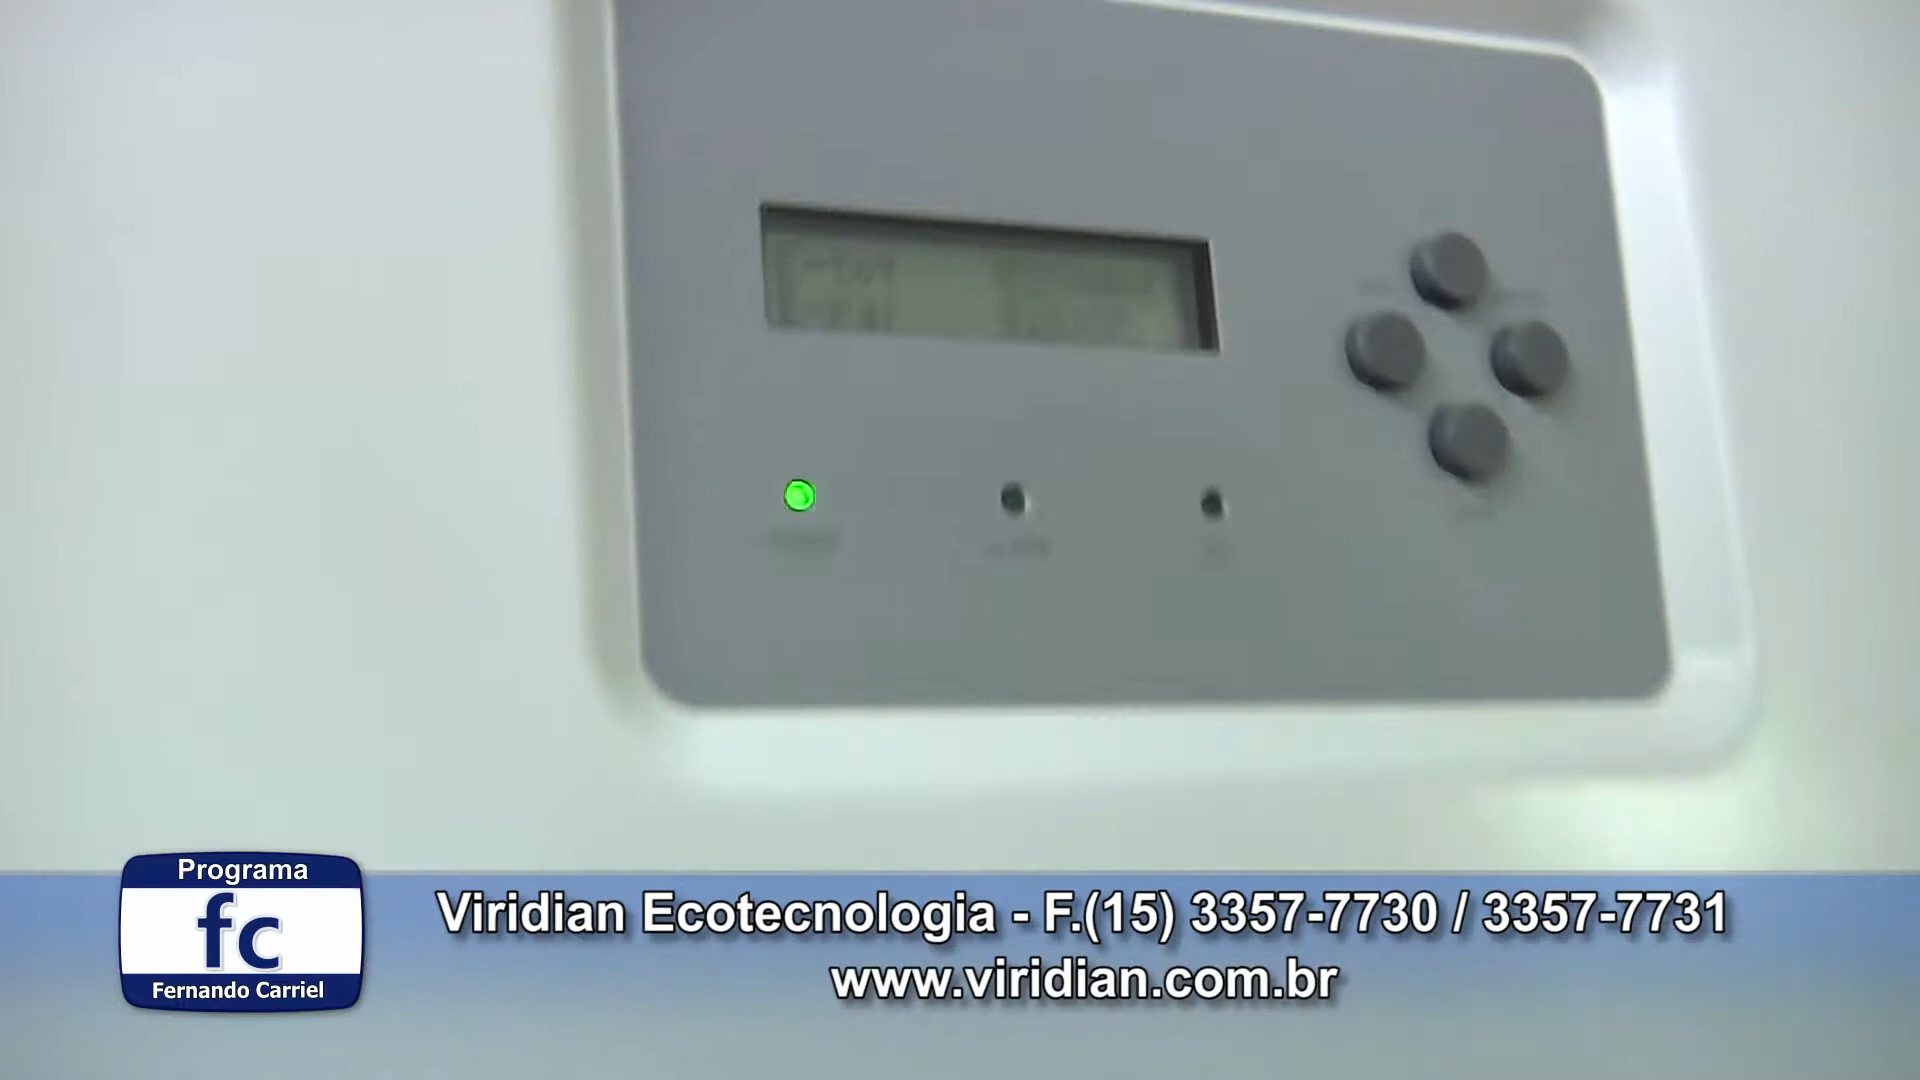 Programa
fc
Fernando Carriel
Viridian Ecotecnologia - F.(15) 3357-7730 / 3357-7731
www.viridian.com.br